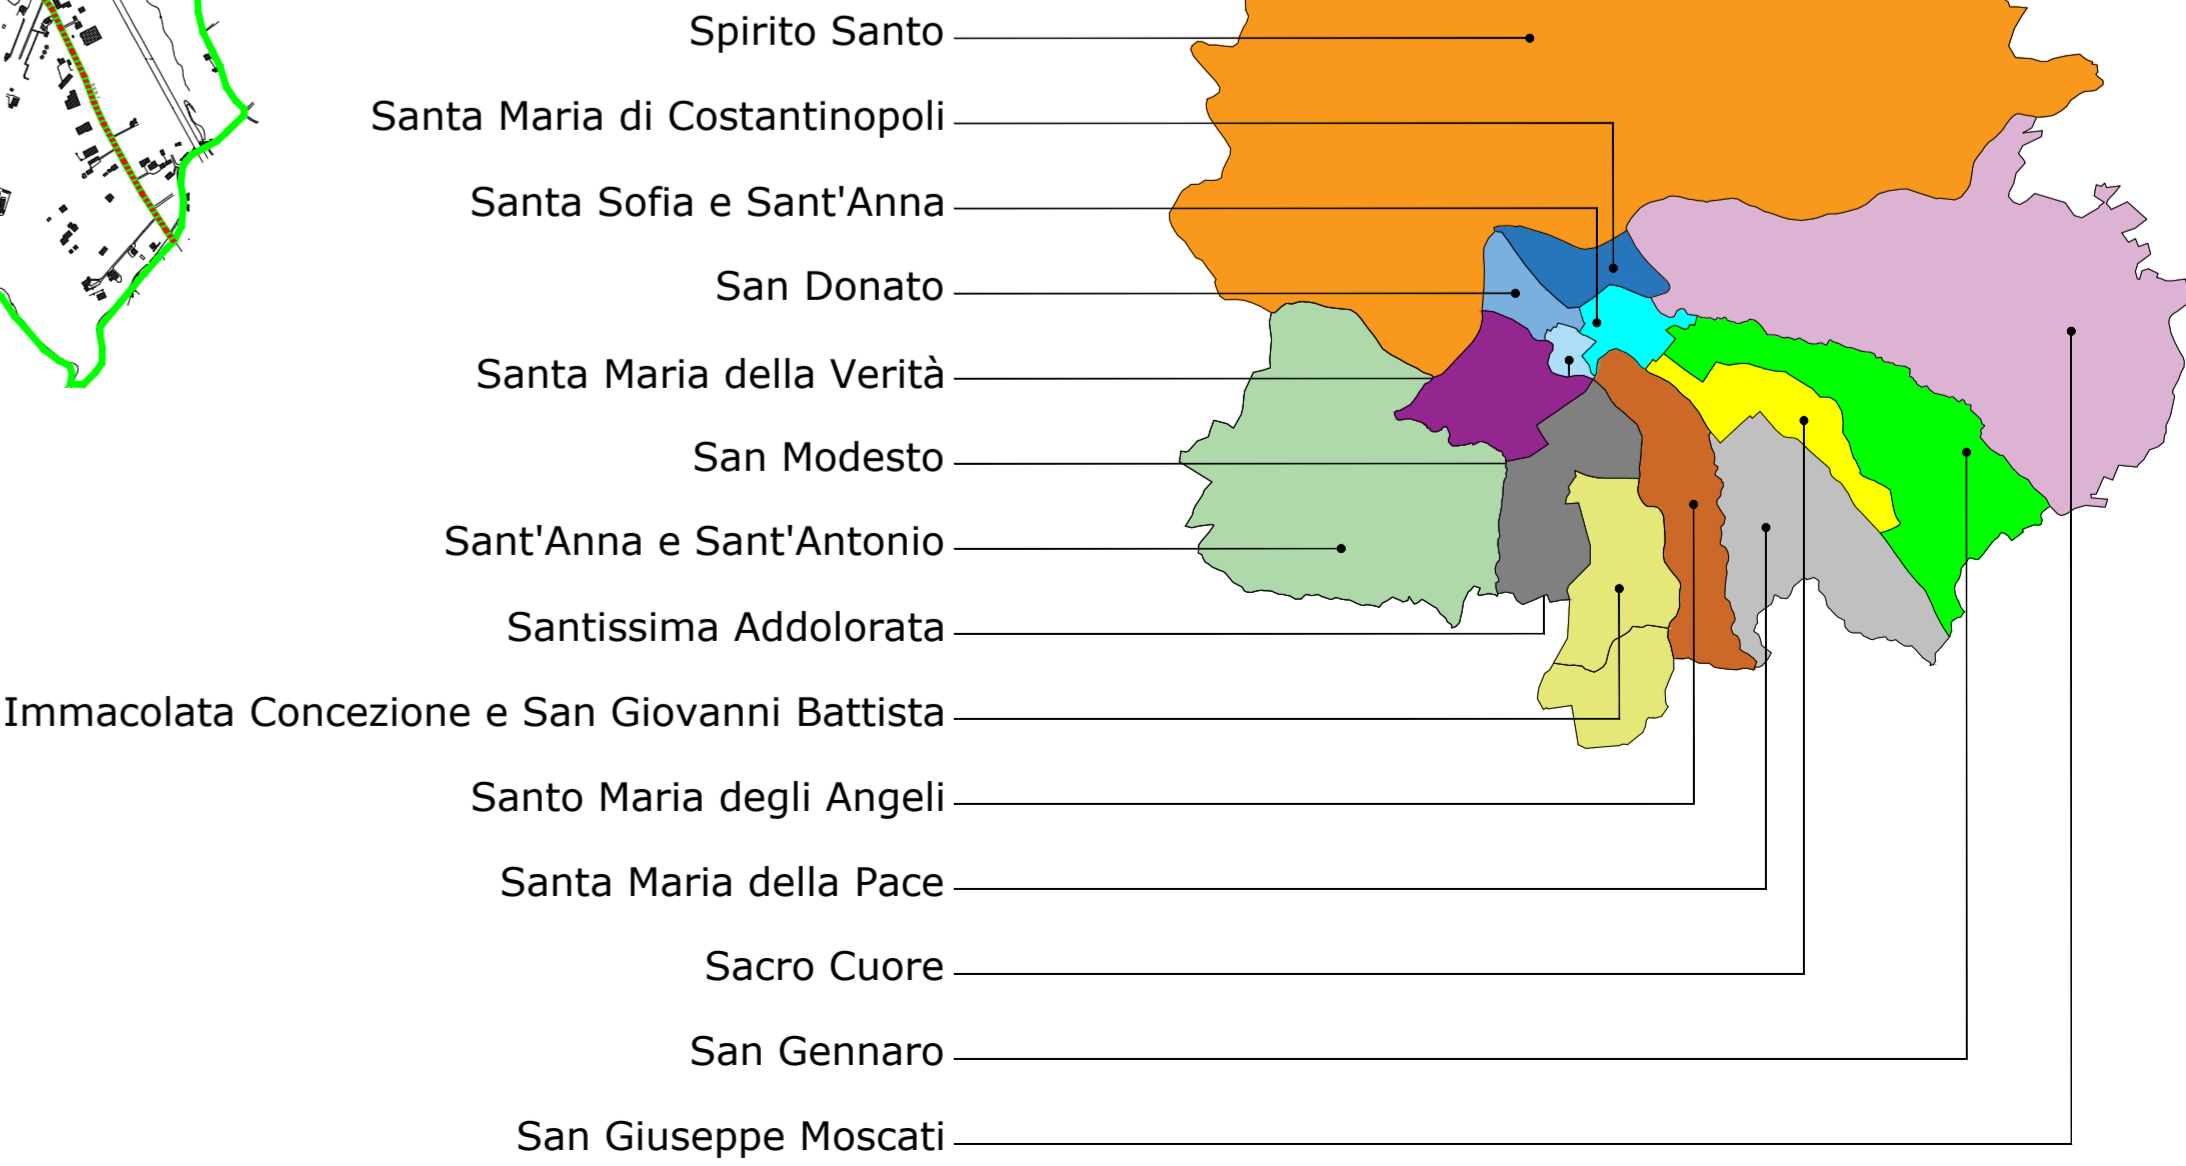 Spirito Santo
Santa Maria di Costantinopoli
Santa Sofia e Sant'Anna
San Donato
Santa Maria della Verità
San Modesto
Sant'Anna e Sant'Antonio
Santissima Addolorata
Immacolata Concezione e San Giovanni Battista
Santo Maria degli Angeli
Santa Maria della Pace
Sacro Cuore
San Gennaro
San Giuseppe Moscati